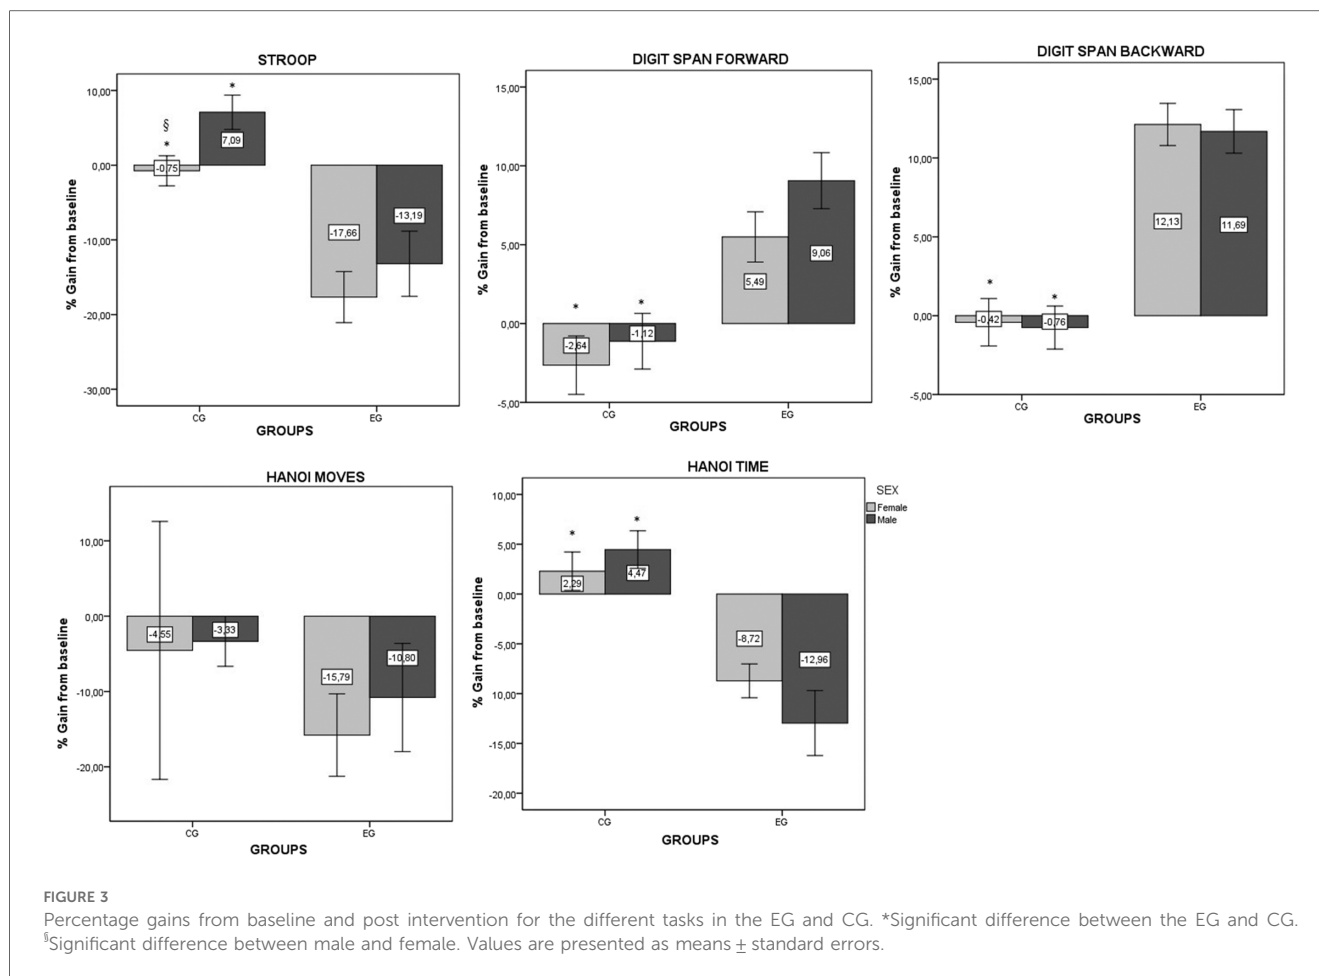 STROOP
% Gain from baseline
10,00
0,00
-10,00
-20,00
-30,00
§
*
*
-0,75
7,09
-17,66
-13,19
CG
EG
GROUPS
DIGIT SPAN FORWARD
% Gain from baseline
15,00
10,00
5,00
0,00
-5,00
*
*
-2,64
-1,12
5,49
9,06
CG
EG
GROUPS
DIGIT SPAN BACKWARD
% Gain from baseline
15,00
10,00
5,00
0,00
-5,00
*
*
-0,42
-0,76
12,13
11,69
CG
EG
GROUPS
HANOI MOVES
% Gain from baseline
10,00
0,00
-10,00
-20,00
-4,55
-3,33
-15,79
-10,80
CG
EG
GROUPS
HANOI TIME
% Gain from baseline
10,00
5,00
0,00
-5,00
-10,00
-15,00
-20,00
*
*
2,29
4,47
-8,72
-12,96
CG
EG
GROUPS
SEX
Female
Male
FIGURE 3
Percentage gains from baseline and post intervention for the different tasks in the EG and CG. *Significant difference between the EG and CG.
§Significant difference between male and female. Values are presented as means ± standard errors.